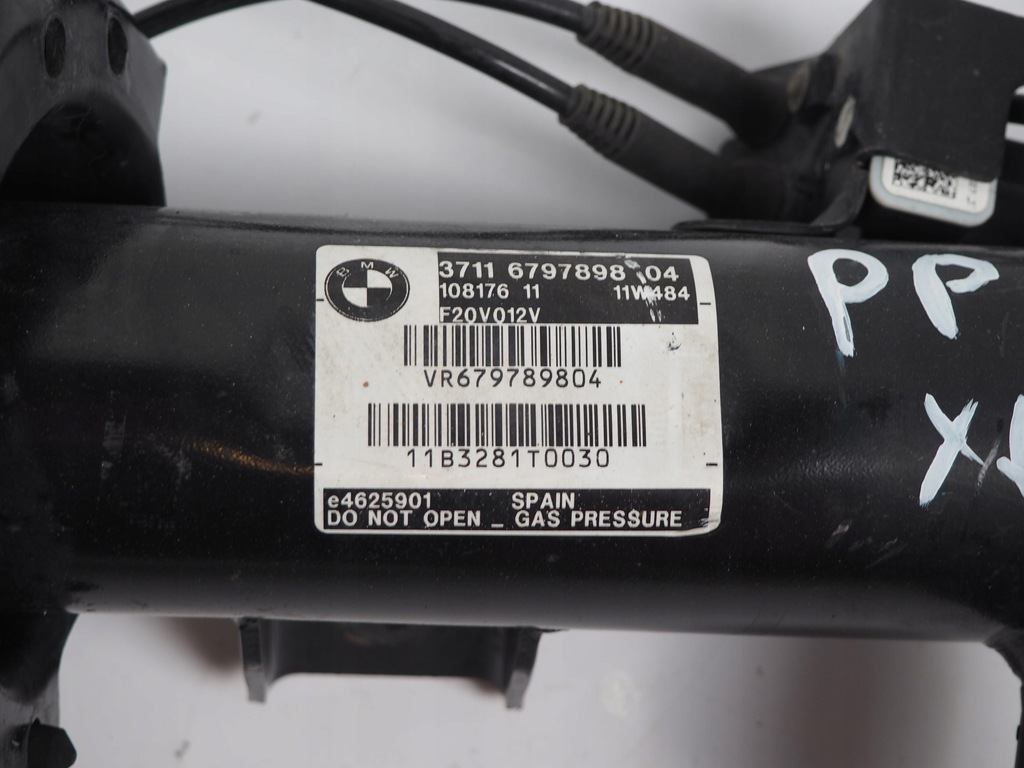 BMW
3711 6797898 04
108176 11 11W484
F20V012V
VR679789804
11B3281T0030
e4625901 SPAIN
DO NOT OPEN _ GAS PRESSURE
PP